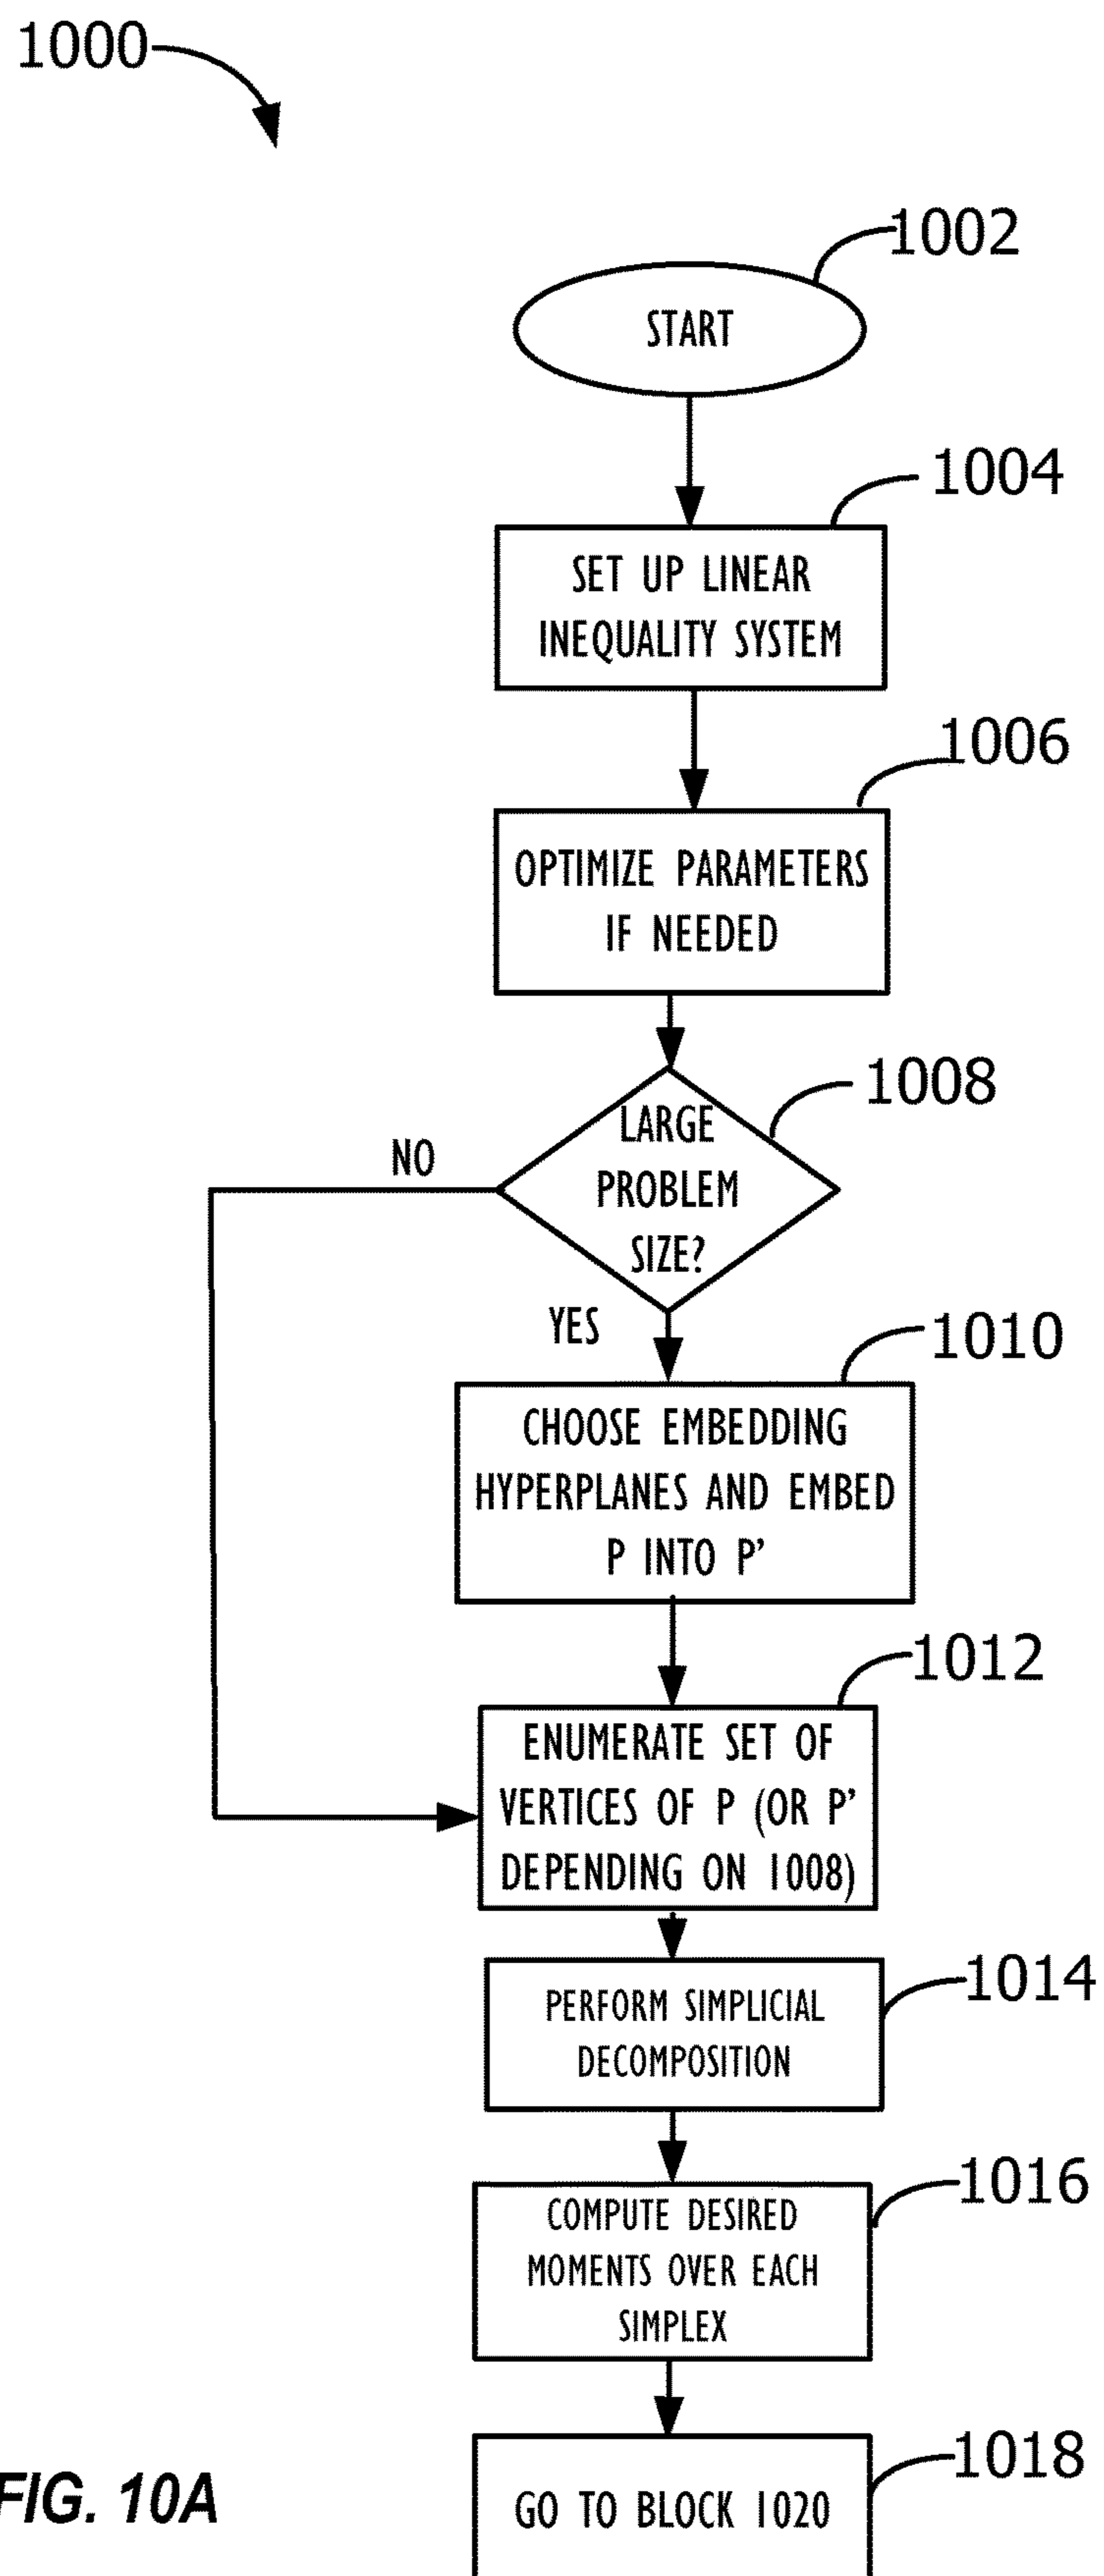 1000
1002
START
1004
SET UP LINEAR
INEQUALITY SYSTEM
1006
OPTIMIZE PARAMETERS
IF NEEDED
1008
LARGE
PROBLEM
SIZE?
NO
YES
1010
CHOOSE EMBEDDING
HYPERPLANES AND EMBED
P INTO P'
1012
ENUMERATE SET OF
VERTICES OF P (OR P'
DEPENDING ON 1008)
1014
PERFORM SIMPLICIAL
DECOMPOSITION
1016
COMPUTE DESIRED
MOMENTS OVER EACH
SIMPLEX
1018
GO TO BLOCK 1020
FIG. 10A